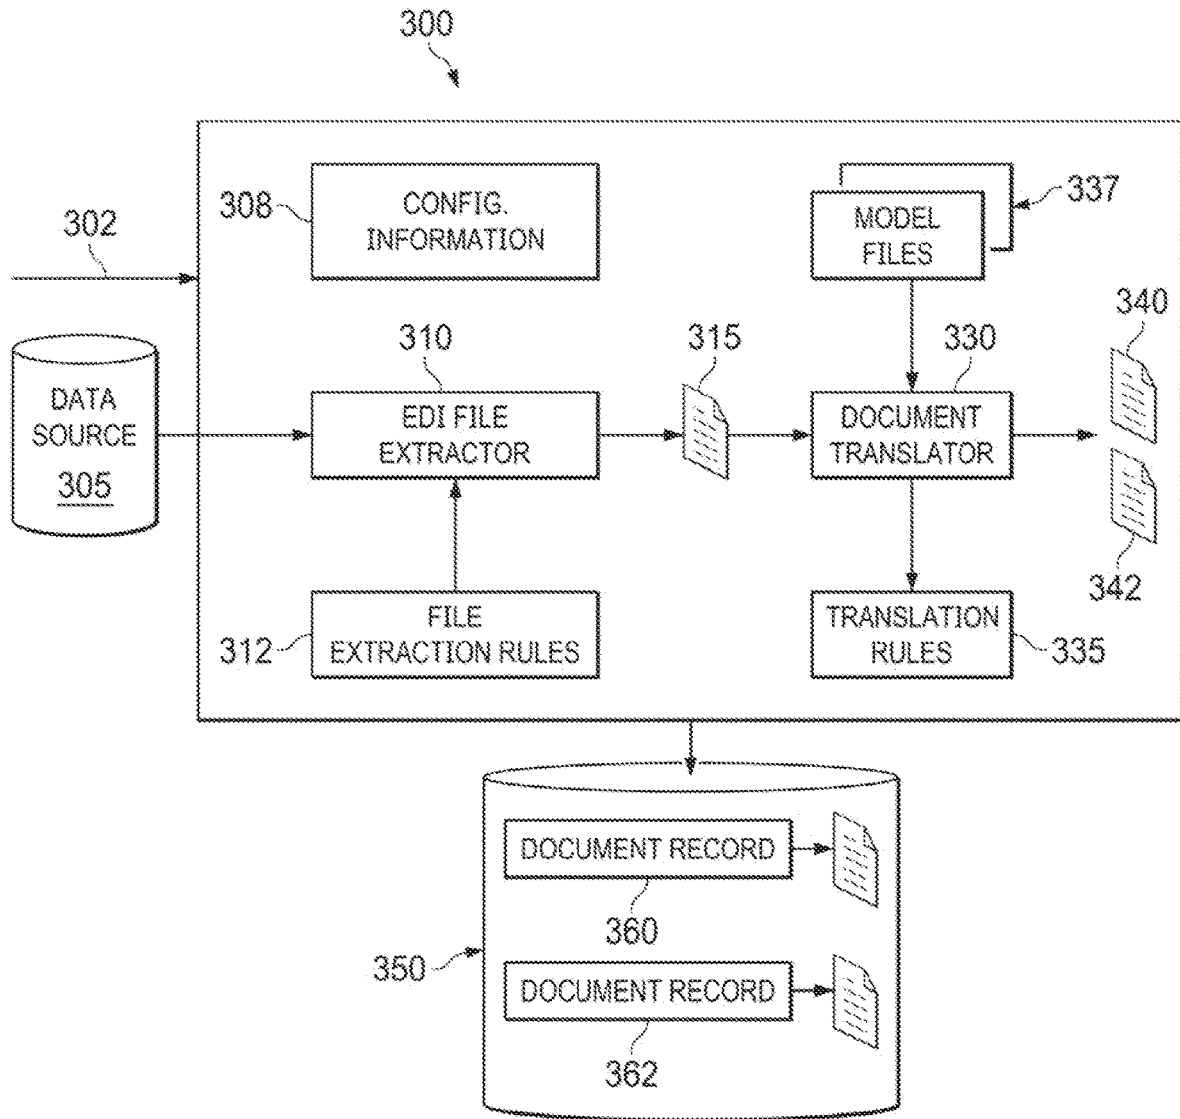 300
302
308
CONFIG.
INFORMATION
MODEL
FILES
337
DATA
SOURCE
305
310
EDI FILE
EXTRACTOR
315
330
DOCUMENT
TRANSLATOR
340
342
312
FILE
EXTRACTION RULES
TRANSLATION
RULES
335
350
DOCUMENT RECORD
360
DOCUMENT RECORD
362